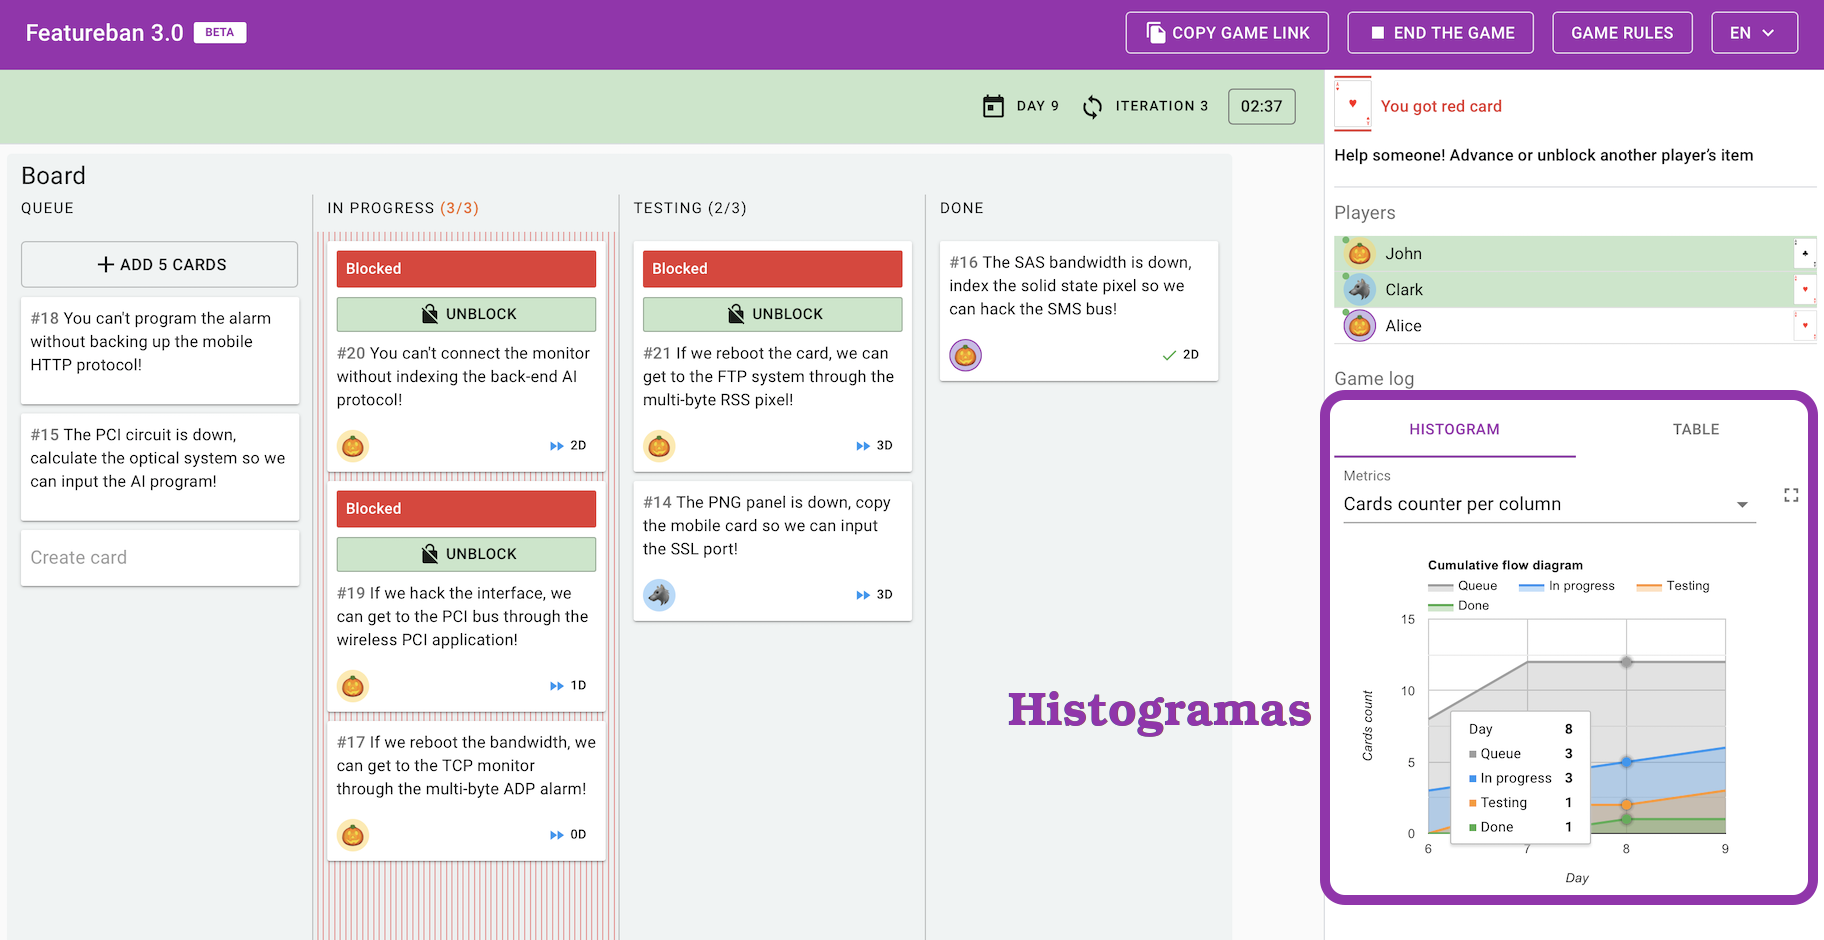 Featureban 3.0 BETA
COPY GAME LINK
END THE GAME
GAME RULES
EN
DAY 9
ITERATION 3
02:37
Board
QUEUE
ADD 5 CARDS
#18 You can't program the alarm
without backing up the mobile
HTTP protocol!
#15 The PCI circuit is down,
calculate the optical system so we
can input the AI program!
Create card
IN PROGRESS (3/3)
Blocked
UNBLOCK
#20 You can't connect the monitor
without indexing the back-end AI
protocol!
2D
Blocked
UNBLOCK
#19 If we hack the interface, we
can get to the PCI bus through the
wireless PCI application!
1D
#17 If we reboot the bandwidth, we
can get to the TCP monitor
through the multi-byte ADP alarm!
0D
TESTING (2/3)
Blocked
UNBLOCK
#21 If we reboot the card, we can
get to the FTP system through the
multi-byte RSS pixel!
3D
#14 The PNG panel is down, copy
the mobile card so we can input
the SSL port!
3D
DONE
#16 The SAS bandwidth is down,
index the solid state pixel so we
can hack the SMS bus!
2D
Histogramas
You got red card
Help someone! Advance or unblock another player's item
Players
John
Clark
Alice
Game log
HISTOGRAM
TABLE
Metrics
Cards counter per column
Cumulative flow diagram
Queue
In progress
Testing
Done
Cards count
15
10
5
0
Day 8
Queue 3
In progress 3
Testing 1
Done 1
6
7
8
9
Day